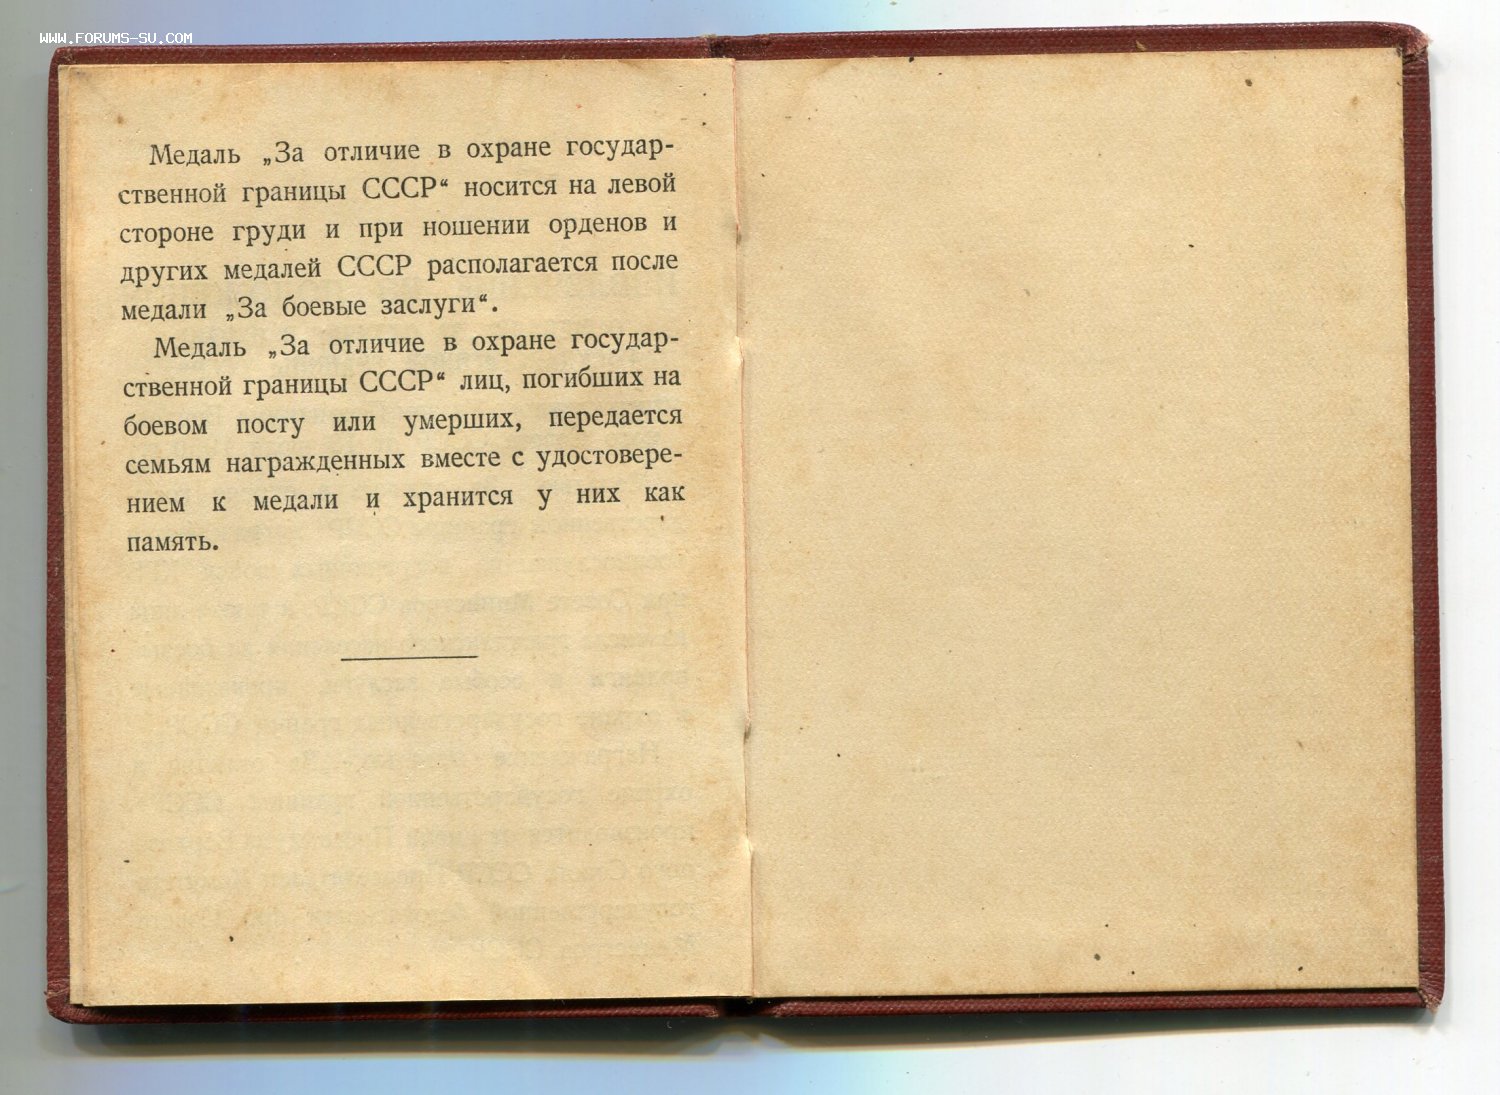 WWW.FORUMS-SU.COM
Медаль „За отличие в охране государ-
ственной границы СССР“ носится на левой
стороне груди и при ношении орденов и
других медалей СССР располагается после
медали „За боевые заслуги“.
Медаль „За отличие в охране государ-
ственной границы СССР“ лиц, погибших на
боевом посту или умерших, передается
семьям награжденных вместе с удостовере-
нием к медали и хранится у них как
память.